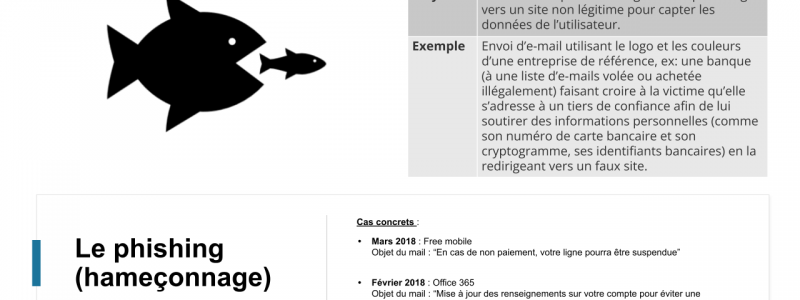 vers un site non légitime pour capter les
données de l’utilisateur.
Exemple
Envoi d’e-mail utilisant le logo et les couleurs
d’une entreprise de référence, ex: une banque
(à une liste d’e-mails volée ou achetée
illégalement) faisant croire à la victime qu’elle
s’adresse à un tiers de confiance afin de lui
soutirer des informations personnelles (comme
son numéro de carte bancaire et son
cryptogramme, ses identifiants bancaires) en la
redirigeant vers un faux site.
Le phishing
(hameçonnage)
Cas concrets :
• Mars 2018 : Free mobile
Objet du mail : “En cas de non paiement, votre ligne pourra être suspendue”
• Février 2018 : Office 365
Objet du mail : “Mise à jour des renseignements sur votre compte pour éviter une